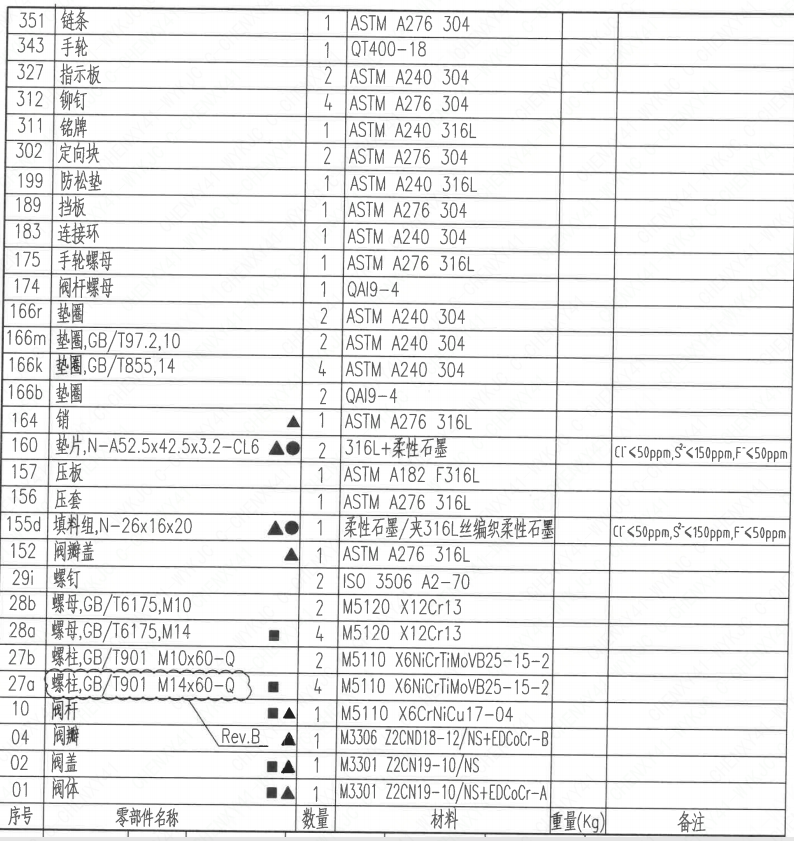 351 链条 1 ASTM A276 304
343 手轮 1 QT400-18
327 指示板 2 ASTM A240 304
312 铆钉 4 ASTM A276 304
311 铭牌 1 ASTM A240 316L
302 定向块 2 ASTM A276 304
199 防松垫 1 ASTM A240 316L
189 挡板 1 ASTM A276 304
183 连接环 1 ASTM A240 304
175 手轮螺母 1 ASTM A276 316L
174 阀杆螺母 1 QAl9-4
166r 垫圈 2 ASTM A240 304
166m 垫圈,GB/T97.2,10 2 ASTM A240 304
166k 垫圈,GB/T855,14 4 ASTM A240 304
166b 垫圈 2 QAl9-4
164 销 ▲ 1 ASTM A276 316L
160 垫片,N-A52.5x42.5x3.2-CL6 ▲● 2 316L+柔性石墨 Cl⁻≤50ppm,S²⁻≤150ppm,F⁻≤50ppm
157 压板 1 ASTM A182 F316L
156 压套 1 ASTM A276 316L
155d 填料组,N-26x16x20 ▲● 1 柔性石墨/夹316L丝编织柔性石墨 Cl⁻≤50ppm,S²⁻≤150ppm,F⁻≤50ppm
152 阀瓣盖 ▲ 1 ASTM A276 316L
29i 螺钉 2 ISO 3506 A2-70
28b 螺母,GB/T6175,M10 2 M5120 X12Cr13
28a 螺母,GB/T6175,M14 ■ 4 M5120 X12Cr13
27b 螺柱,GB/T901 M10x60-Q 2 M5110 X6NiCrTiMoVB25-15-2
27a 螺柱,GB/T901 M14x60-Q ■ 4 M5110 X6NiCrTiMoVB25-15-2
10 阀杆 ■▲ 1 M5110 X6CrNiCu17-04
04 阀瓣 Rev.B ▲ 1 M3306 Z2CND18-12/NS+EDCoCr-B
02 阀盖 ■▲ 1 M3301 Z2CN19-10/NS
01 阀体 ■▲ 1 M3301 Z2CN19-10/NS+EDCoCr-A
序号 零部件名称 数量 材料 重量(Kg) 备注